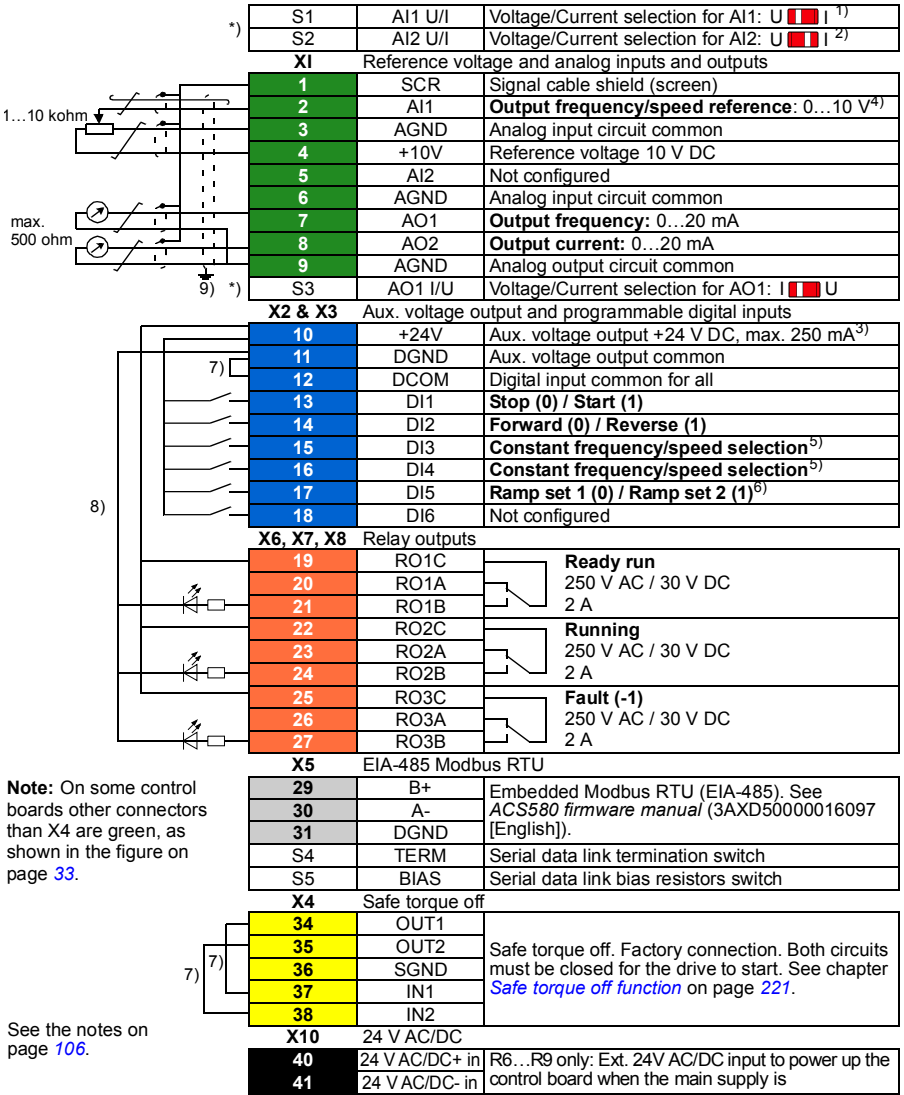 *) S1 AI1 U/I Voltage/Current selection for AI1: U I 1)
S2 AI2 U/I Voltage/Current selection for AI2: U I 2)
XI Reference voltage and analog inputs and outputs
1 SCR Signal cable shield (screen)
1…10 kohm 2 AI1 Output frequency/speed reference: 0…10 V4)
3 AGND Analog input circuit common
4 +10V Reference voltage 10 V DC
5 AI2 Not configured
6 AGND Analog input circuit common
max. 500 ohm 7 AO1 Output frequency: 0…20 mA
8 AO2 Output current: 0…20 mA
9 AGND Analog output circuit common
9) *) S3 AO1 I/U Voltage/Current selection for AO1: I U
X2 & X3 Aux. voltage output and programmable digital inputs
10 +24V Aux. voltage output +24 V DC, max. 250 mA3)
7) 11 DGND Aux. voltage output common
12 DCOM Digital input common for all
13 DI1 Stop (0) / Start (1)
14 DI2 Forward (0) / Reverse (1)
15 DI3 Constant frequency/speed selection5)
16 DI4 Constant frequency/speed selection5)
17 DI5 Ramp set 1 (0) / Ramp set 2 (1)6)
8) 18 DI6 Not configured
X6, X7, X8 Relay outputs
19 RO1C Ready run
20 RO1A 250 V AC / 30 V DC
21 RO1B 2 A
22 RO2C Running
23 RO2A 250 V AC / 30 V DC
24 RO2B 2 A
25 RO3C Fault (-1)
26 RO3A 250 V AC / 30 V DC
27 RO3B 2 A
X5 EIA-485 Modbus RTU
29 B+ Embedded Modbus RTU (EIA-485). See
30 A- ACS580 firmware manual (3AXD50000016097
31 DGND [English]).
S4 TERM Serial data link termination switch
S5 BIAS Serial data link bias resistors switch
Note: On some control
boards other connectors
than X4 are green, as
shown in the figure on
page 33.
X4 Safe torque off
34 OUT1
35 OUT2 Safe torque off. Factory connection. Both circuits
7) 7) 36 SGND must be closed for the drive to start. See chapter
37 IN1 Safe torque off function on page 221.
38 IN2
See the notes on
page 106.
X10 24 V AC/DC
40 24 V AC/DC+ in R6…R9 only: Ext. 24V AC/DC input to power up the
41 24 V AC/DC- in control board when the main supply is